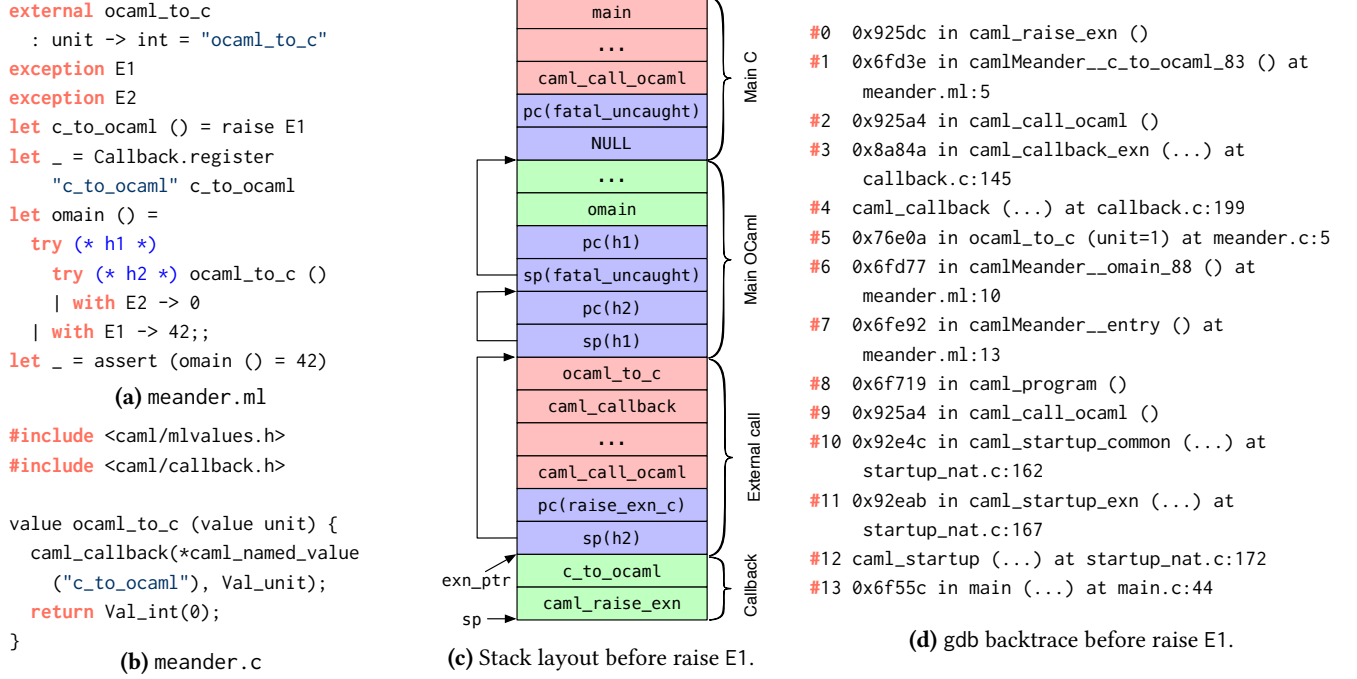 external ocaml_to_c
  : unit -> int = "ocaml_to_c"
exception E1
exception E2
let c_to_ocaml () = raise E1
let _ = Callback.register
    "c_to_ocaml" c_to_ocaml
let omain () =
  try (* h1 *)
    try (* h2 *) ocaml_to_c ()
    | with E2 -> 0
  | with E1 -> 42;;
let _ = assert (omain () = 42)
(a) meander.ml
#include <caml/mlvalues.h>
#include <caml/callback.h>

value ocaml_to_c (value unit) {
  caml_callback(*caml_named_value
    ("c_to_ocaml"), Val_unit);
  return Val_int(0);
}
(b) meander.c
main
...
caml_call_ocaml
pc(fatal_uncaught)
NULL
Main C
...
omain
pc(h1)
sp(fatal_uncaught)
pc(h2)
sp(h1)
Main OCaml
ocaml_to_c
caml_callback
...
caml_call_ocaml
pc(raise_exn_c)
sp(h2)
External call
exn_ptr
c_to_ocaml
caml_raise_exn
Callback
sp
(c) Stack layout before raise E1.
#0 0x925dc in caml_raise_exn ()
#1 0x6fd3e in camlMeander__c_to_ocaml_83 () at
meander.ml:5
#2 0x925a4 in caml_call_ocaml ()
#3 0x8a84a in caml_callback_exn (...) at
callback.c:145
#4 caml_callback (...) at callback.c:199
#5 0x76e0a in ocaml_to_c (unit=1) at meander.c:5
#6 0x6fd77 in camlMeander__omain_88 () at
meander.ml:10
#7 0x6fe92 in camlMeander__entry () at
meander.ml:13
#8 0x6f719 in caml_program ()
#9 0x925a4 in caml_call_ocaml ()
#10 0x92e4c in caml_startup_common (...) at
startup_nat.c:162
#11 0x92eab in caml_startup_exn (...) at
startup_nat.c:167
#12 caml_startup (...) at startup_nat.c:172
#13 0x6f55c in main (...) at main.c:44
(d) gdb backtrace before raise E1.